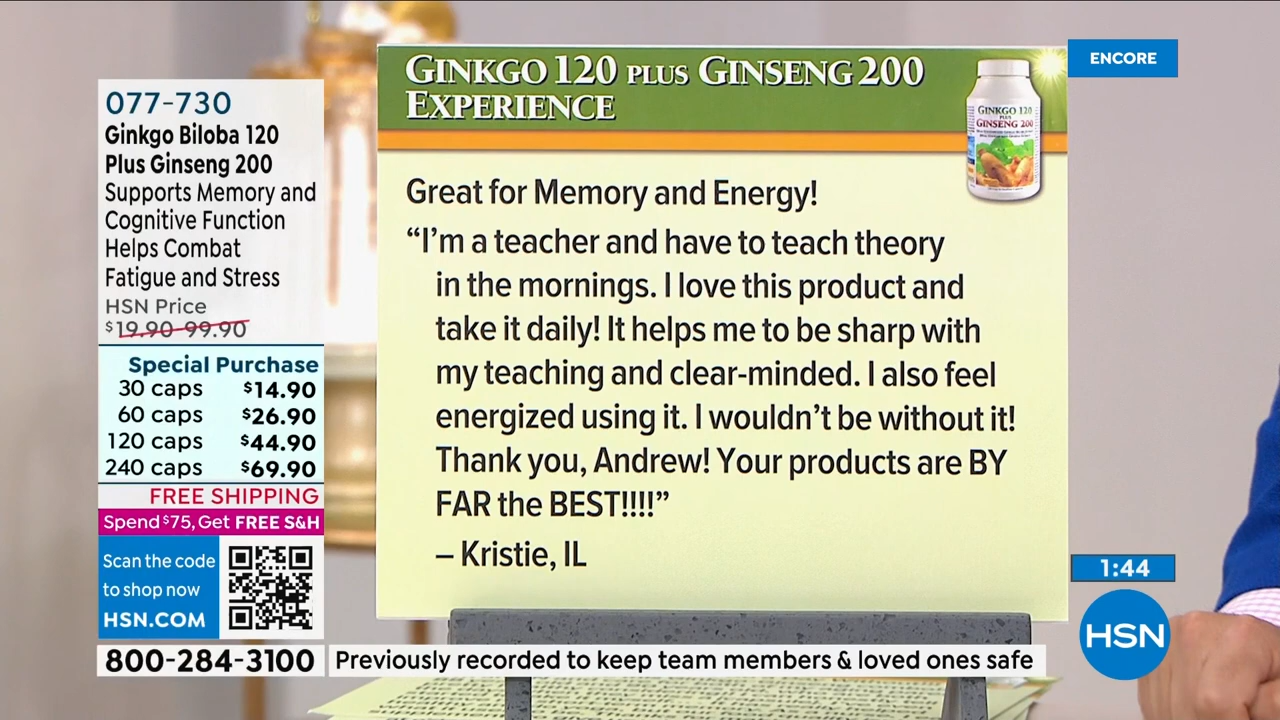 ENCORE
077-730
Ginkgo Biloba 120
Plus Ginseng 200
Supports Memory and
Cognitive Function
Helps Combat
Fatigue and Stress
HSN Price
$19.90-99.90
Special Purchase
30 caps $14.90
60 caps $26.90
120 caps $44.90
240 caps $69.90
FREE SHIPPING
Spend $75, Get FREE S&H
Scan the code
to shop now
HSN.COM
800-284-3100
GINKGO 120 PLUS GINSENG 200
EXPERIENCE
GINKGO 120
PLUS
GINSENG 200
Great for Memory and Energy!
“I’m a teacher and have to teach theory
in the mornings. I love this product and
take it daily! It helps me to be sharp with
my teaching and clear-minded. I also feel
energized using it. I wouldn’t be without it!
Thank you, Andrew! Your products are BY
FAR the BEST!!!!”
– Kristie, IL
1:44
HSN
Previously recorded to keep team members & loved ones safe